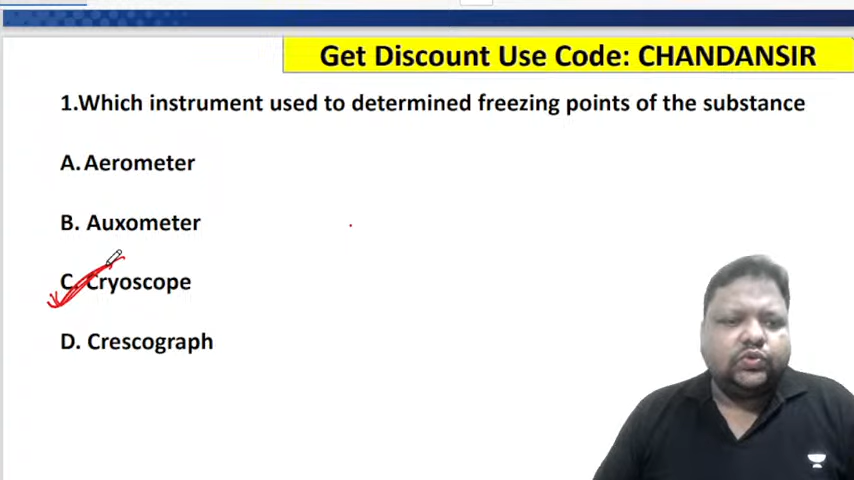 Get Discount Use Code: CHANDANSIR
1.Which instrument used to determined freezing points of the substance
A. Aerometer
B. Auxometer
C. Cryoscope
D. Crescograph